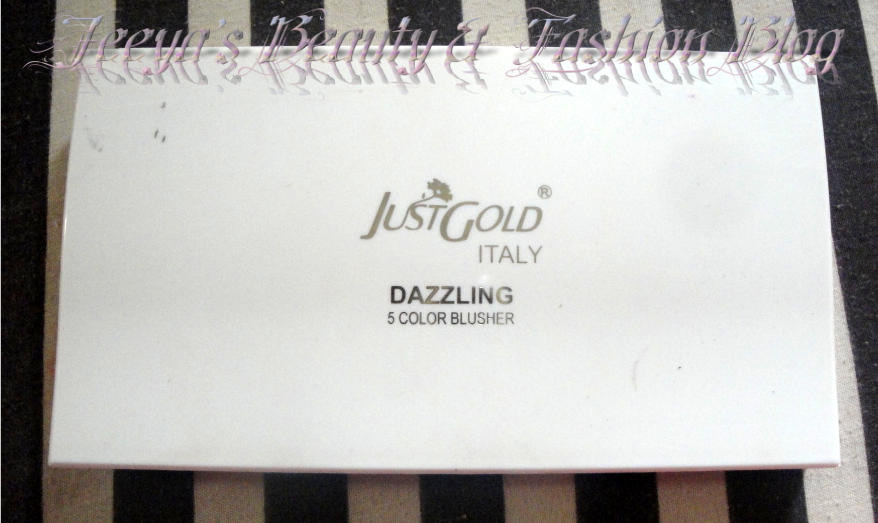 Jeeya's Beauty & Fashion Blog
JUSTGOLD®
ITALY
DAZZLING
5 COLOR BLUSHER